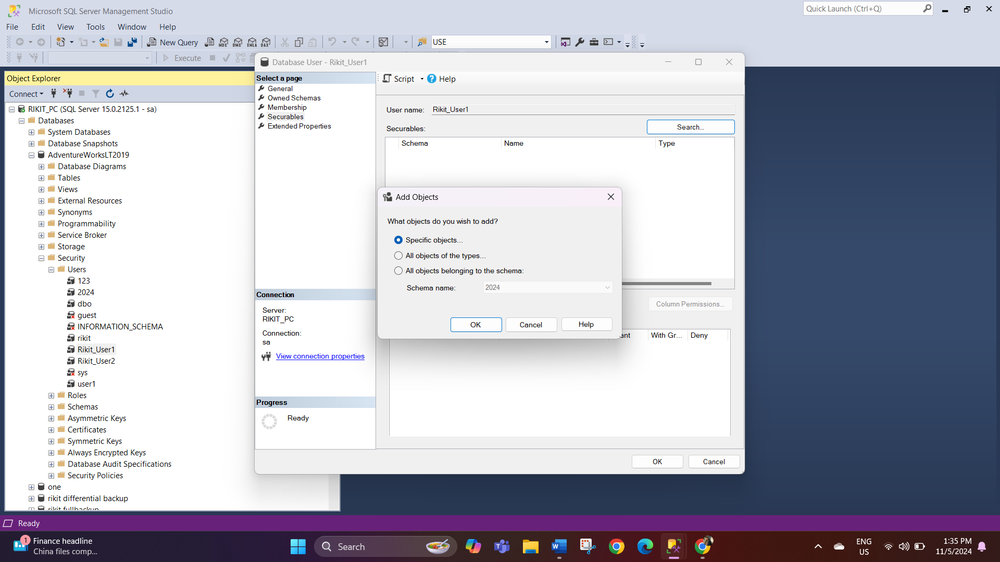 Microsoft SQL Server Management Studio
Quick Launch (Ctrl+Q)
File Edit View Tools Window Help
New Query MDX DMX XMLA DAX USE
Execute
Object Explorer
Connect
RIKIT_PC (SQL Server 15.0.2125.1 - sa)
Databases
System Databases
Database Snapshots
AdventureWorksLT2019
Database Diagrams
Tables
Views
External Resources
Synonyms
Programmability
Service Broker
Storage
Security
Users
123
2024
dbo
guest
INFORMATION_SCHEMA
rikit
Rikit_User1
Rikit_User2
sys
user1
Roles
Schemas
Asymmetric Keys
Certificates
Symmetric Keys
Always Encrypted Keys
Database Audit Specifications
Security Policies
one
rikit differential backup
rikit fullbackup
Database User - Rikit_User1
Select a page
General
Owned Schemas
Membership
Securables
Extended Properties
Connection
Server:
RIKIT_PC
Connection:
sa
View connection properties
Progress
Ready
Script Help
User name: Rikit_User1
Securables: Search...
Schema Name Type
Column Permissions...
ant With Gr... Deny
OK Cancel
Add Objects
What objects do you wish to add?
Specific objects...
All objects of the types...
All objects belonging to the schema:
Schema name: 2024
OK Cancel Help
Ready
1
Finance headline
China files comp...
Search
ENG
US
1:35 PM
11/5/2024